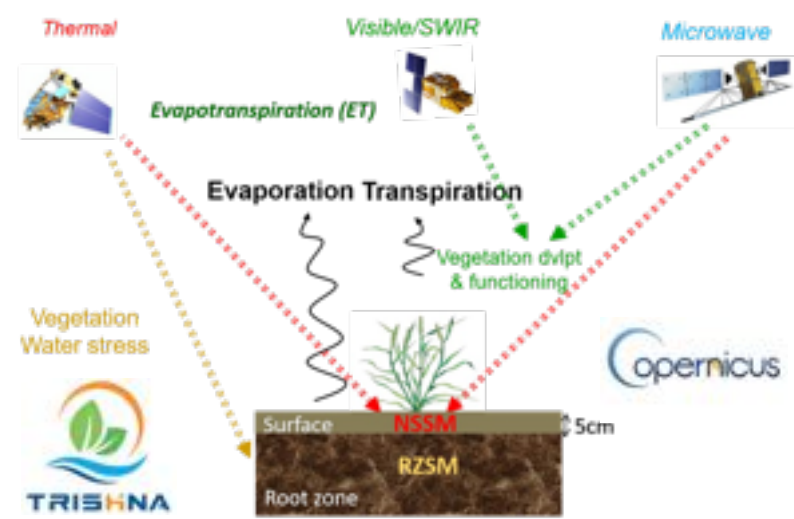 Thermal
Visible/SWIR
Microwave
Evapotranspiration (ET)
Evaporation Transpiration
Vegetation dvlpt
& functioning
Vegetation
Water stress
Copernicus
Surface
NSSM
5cm
RZSM
Root zone
TRISHNA